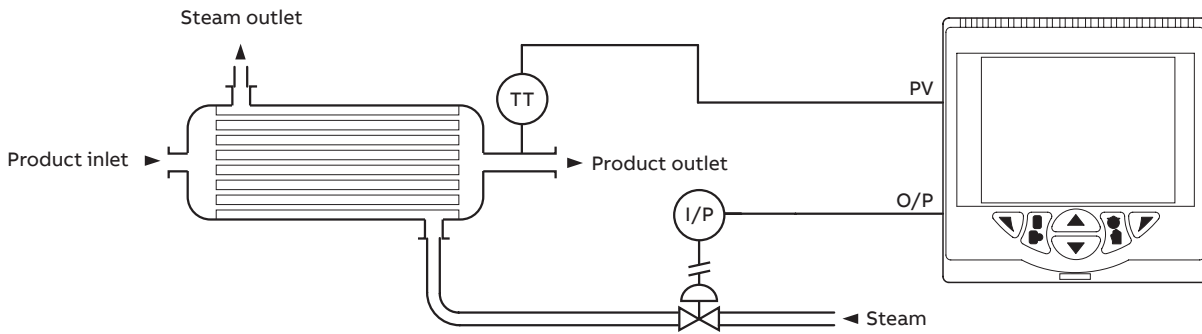 Steam outlet
TT
PV
Product inlet
Product outlet
I/P
O/P
Steam